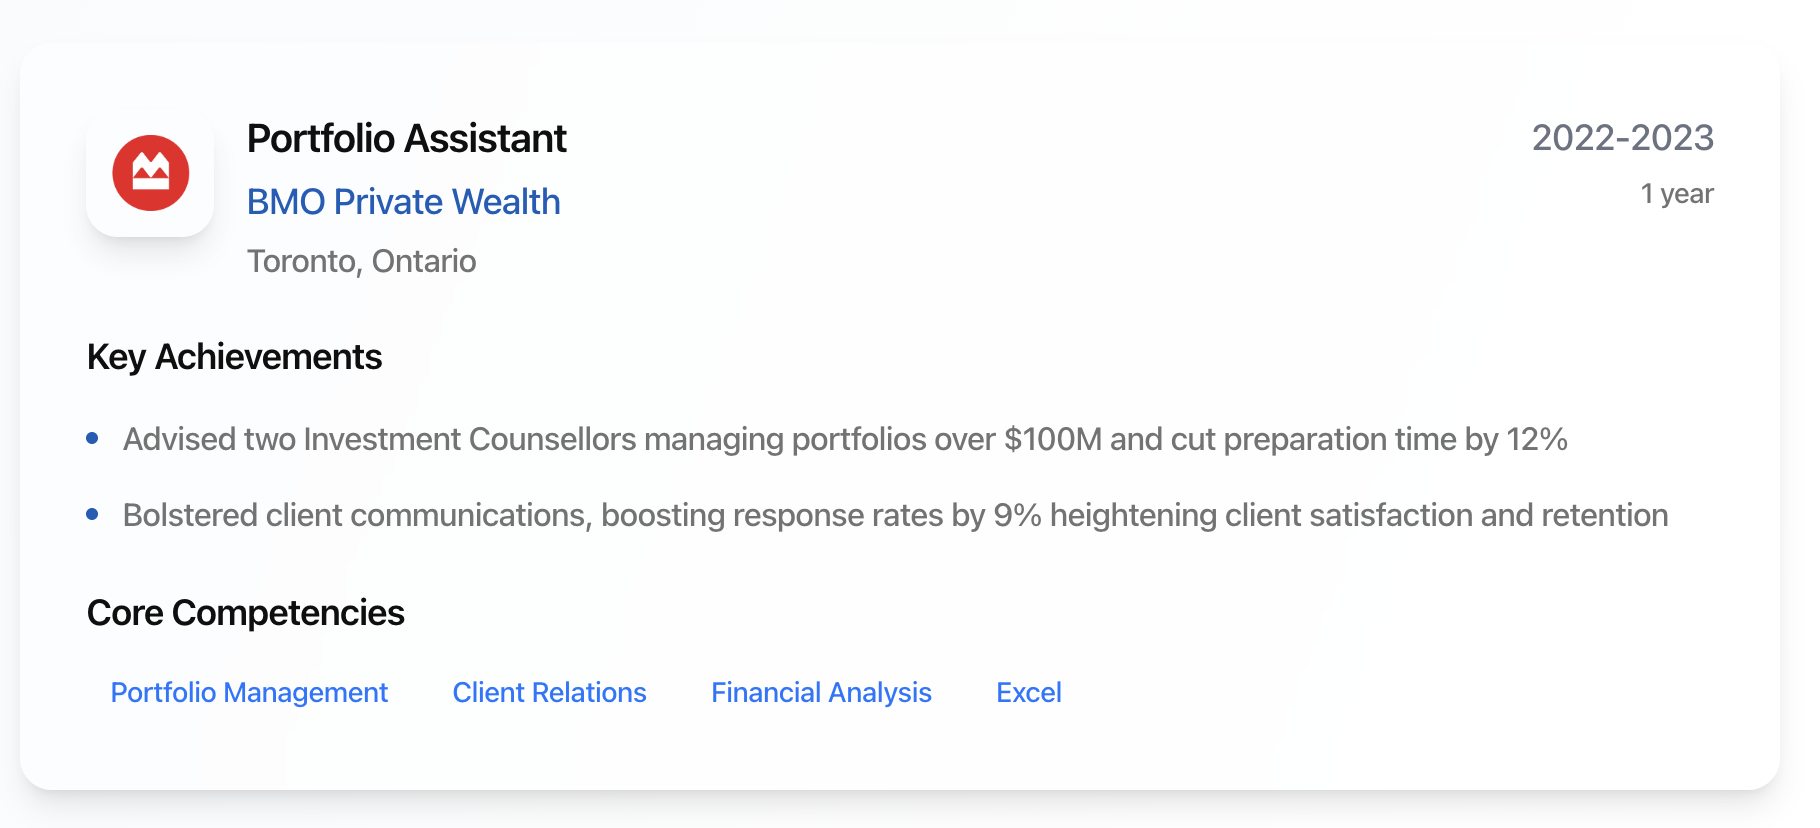 Portfolio Assistant
2022-2023
BMO Private Wealth
1 year
Toronto, Ontario
Key Achievements
Advised two Investment Counsellors managing portfolios over $100M and cut preparation time by 12%
Bolstered client communications, boosting response rates by 9% heightening client satisfaction and retention
Core Competencies
Portfolio Management Client Relations Financial Analysis Excel